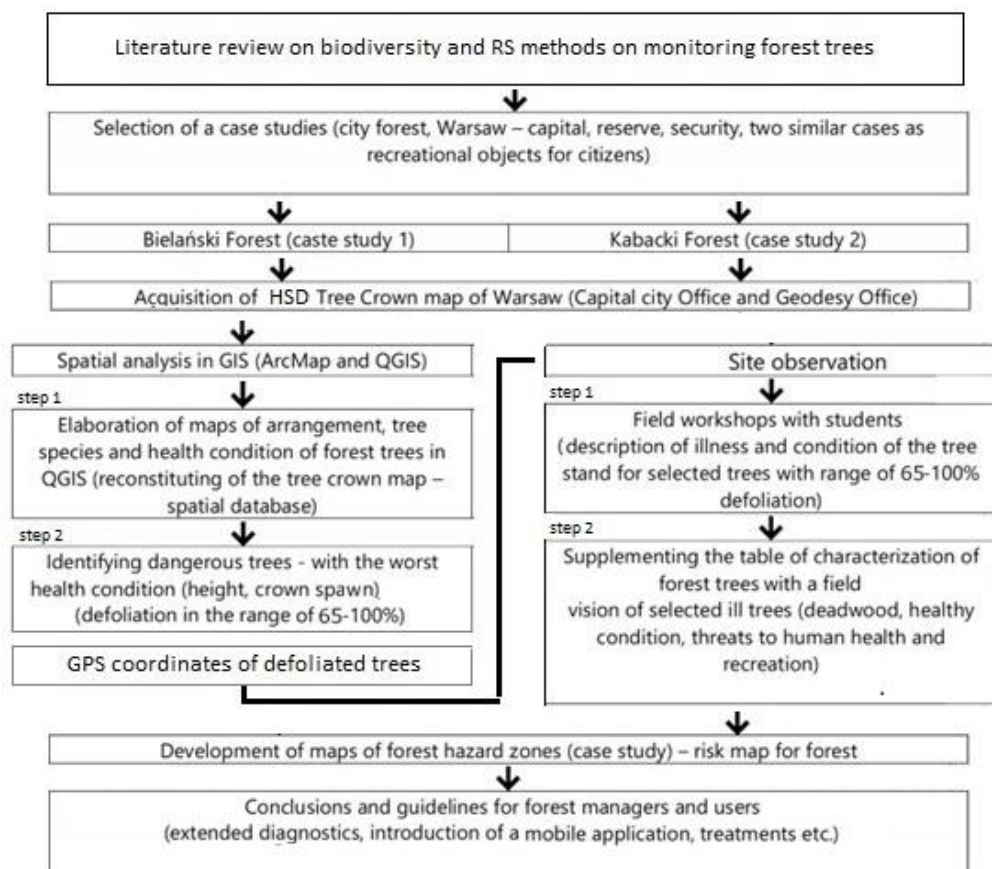 Literature review on biodiversity and RS methods on monitoring forest trees
Selection of a case studies (city forest, Warsaw – capital, reserve, security, two similar cases as
recreational objects for citizens)
Bielański Forest (caste study 1)
Kabacki Forest (case study 2)
Acquisition of HSD Tree Crown map of Warsaw (Capital city Office and Geodesy Office)
Spatial analysis in GIS (ArcMap and QGIS)
step 1
Elaboration of maps of arrangement, tree
species and health condition of forest trees in
QGIS (reconstituting of the tree crown map –
spatial database)
step 2
Identifying dangerous trees - with the worst
health condition (height, crown spawn)
(defoliation in the range of 65-100%)
GPS coordinates of defoliated trees
Site observation
step 1
Field workshops with students
(description of illness and condition of the tree
stand for selected trees with range of 65-100%
defoliation)
step 2
Supplementing the table of characterization of
forest trees with a field
vision of selected ill trees (deadwood, healthy
condition, threats to human health and
recreation)
.
Development of maps of forest hazard zones (case study) – risk map for forest
Conclusions and guidelines for forest managers and users
(extended diagnostics, introduction of a mobile application, treatments etc.)